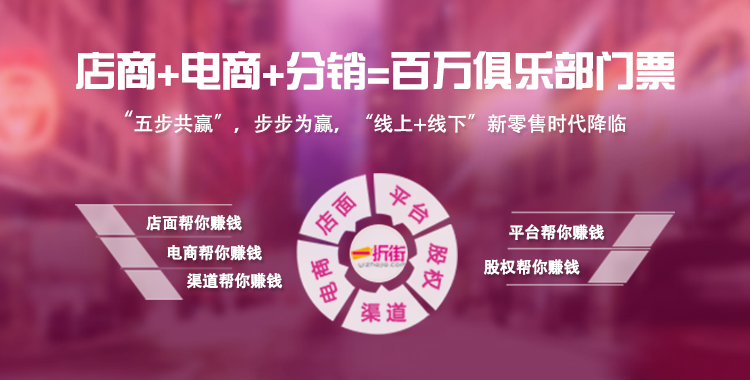 店商+电商+分销=百万俱乐部门票
“五步共赢”，步步为赢，“线上+线下”新零售时代降临
店面帮你赚钱
电商帮你赚钱
渠道帮你赚钱
店面
平台
股权
渠道
电商
一折街
平台帮你赚钱
股权帮你赚钱